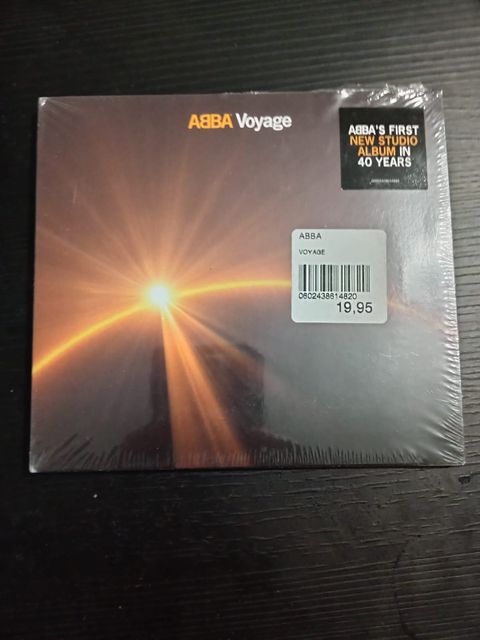 ABBA Voyage
ABBA'S FIRST
NEW STUDIO
ALBUM IN
40 YEARS
ABBA
VOYAGE
0602438614820
19,95